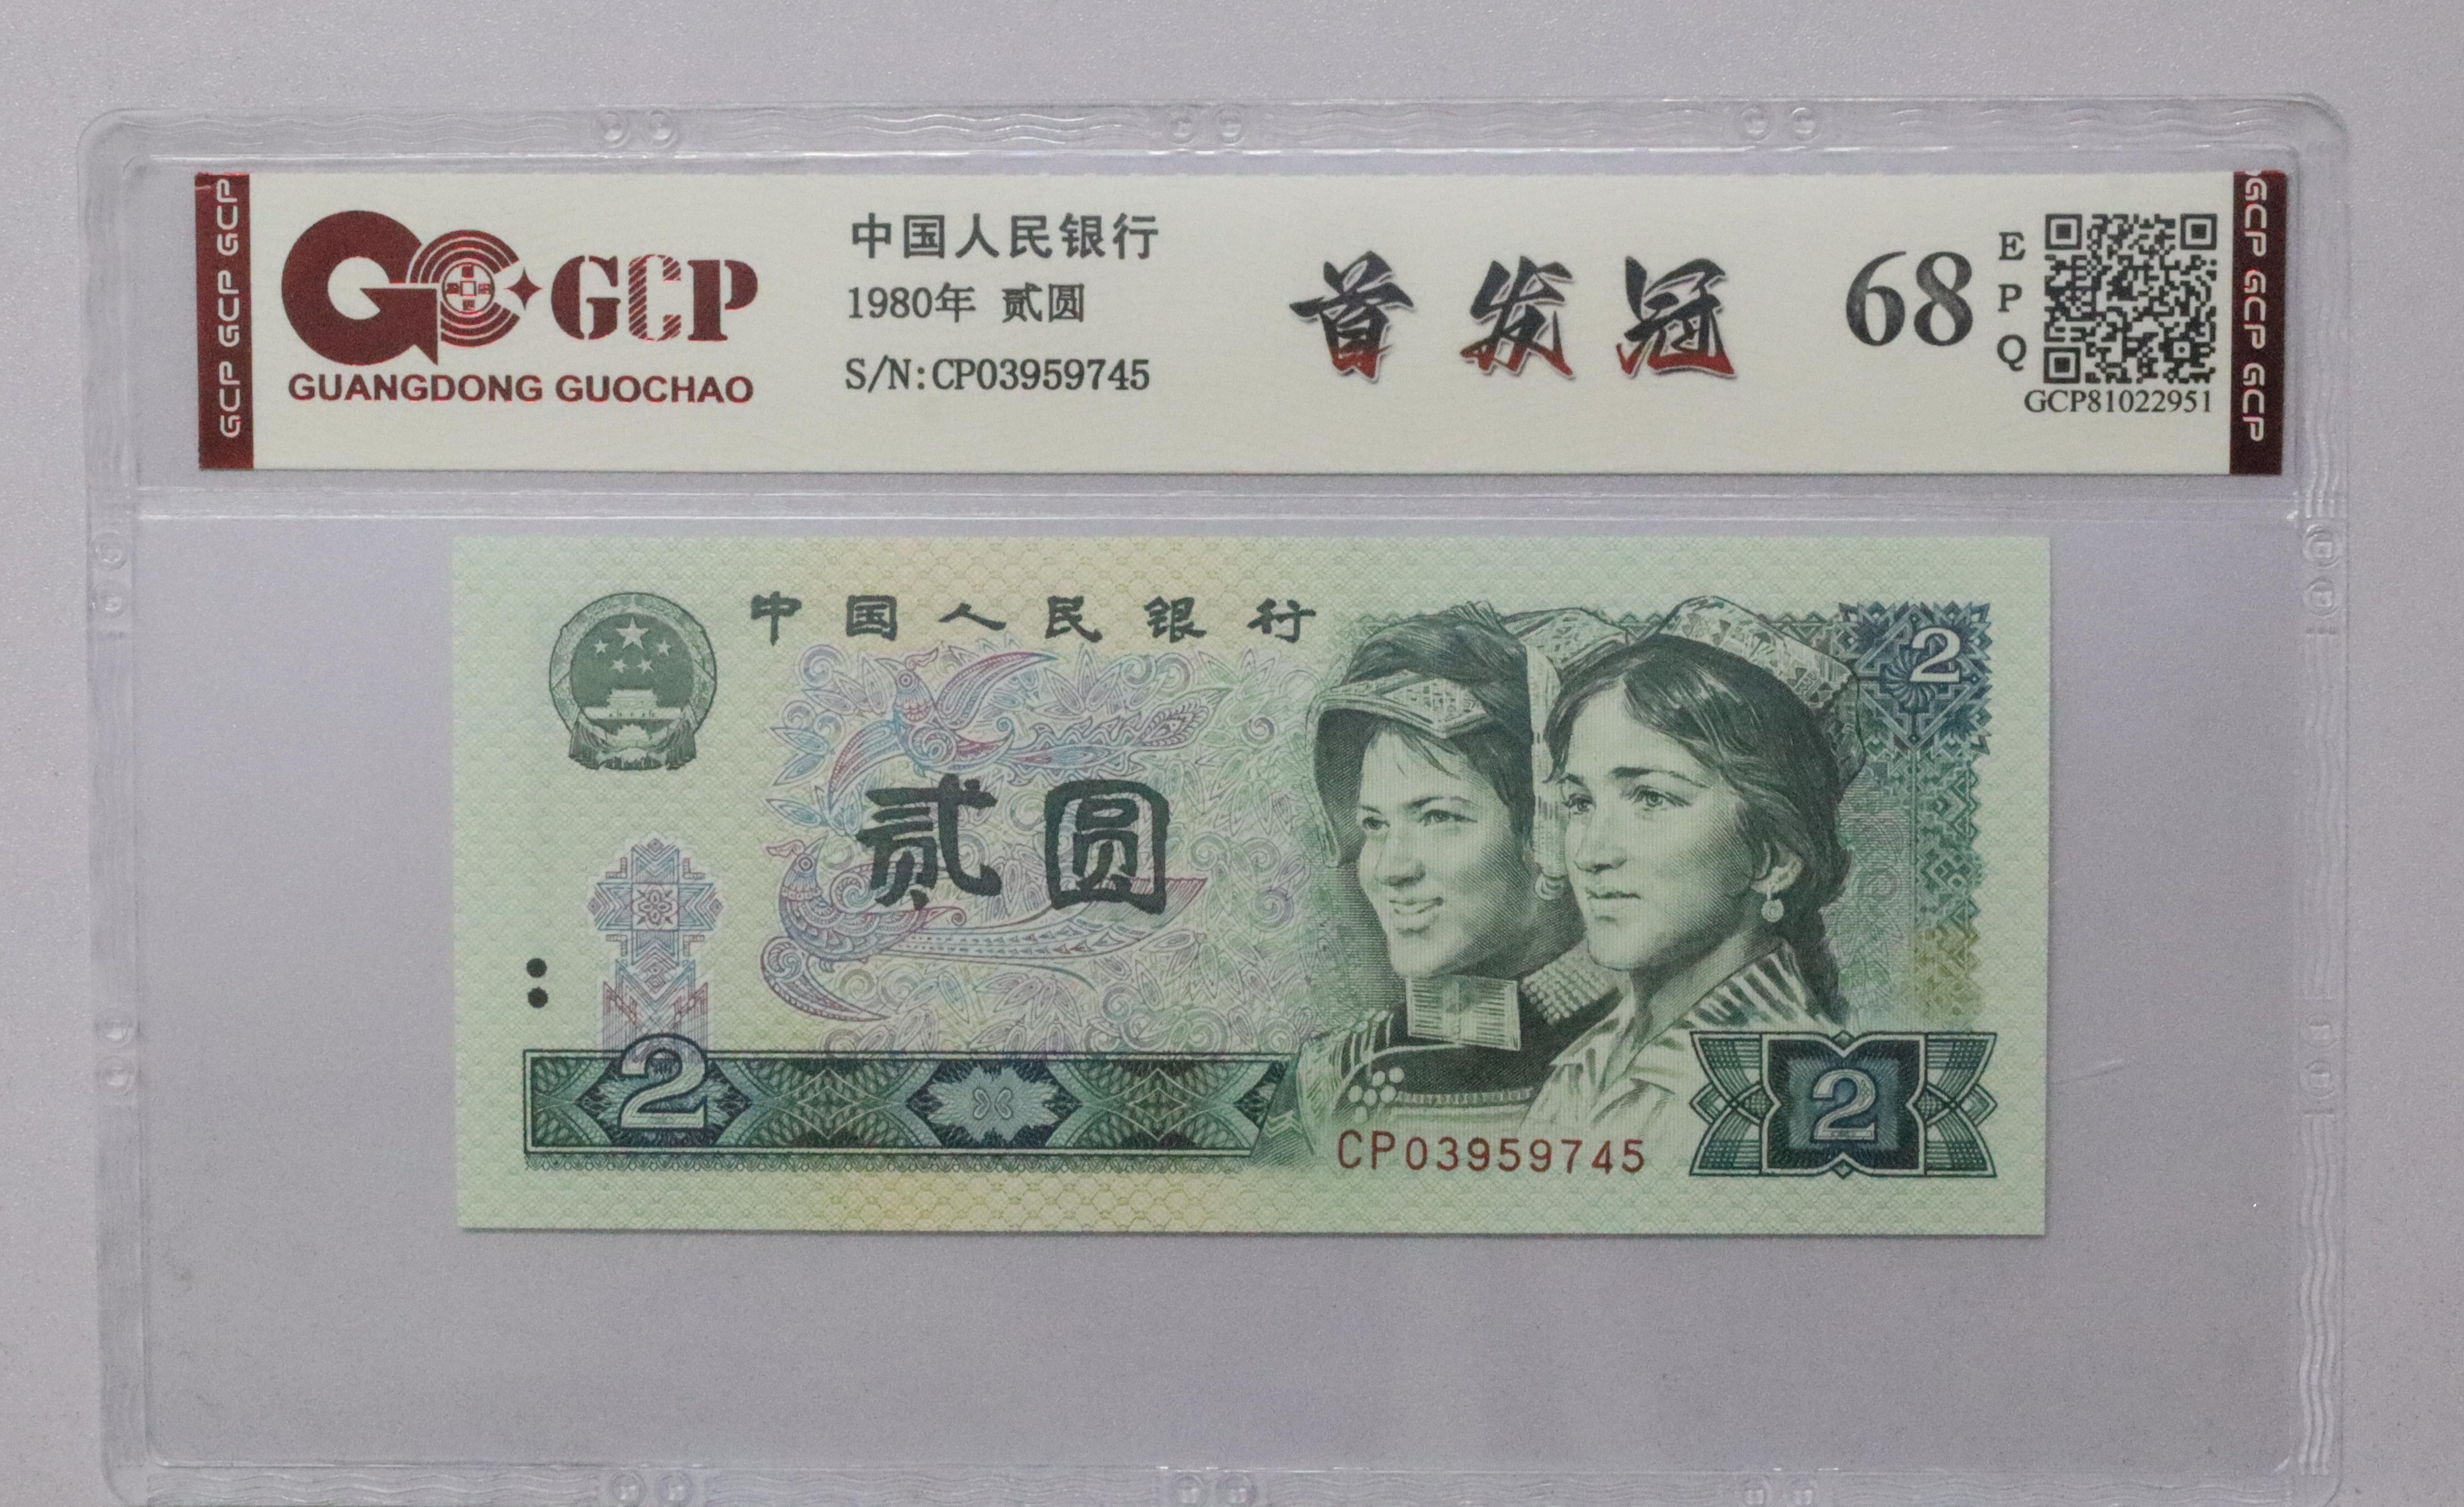 GCP GCP GCP
GCP
GUANGDONG GUOCHAO
中国人民银行
1980年 贰圆
S/N:CP03959745
首发冠
68
EPQ
GCP81022951
GCP GCP GCP
中国人民银行
贰圆
2
2
CP03959745
2